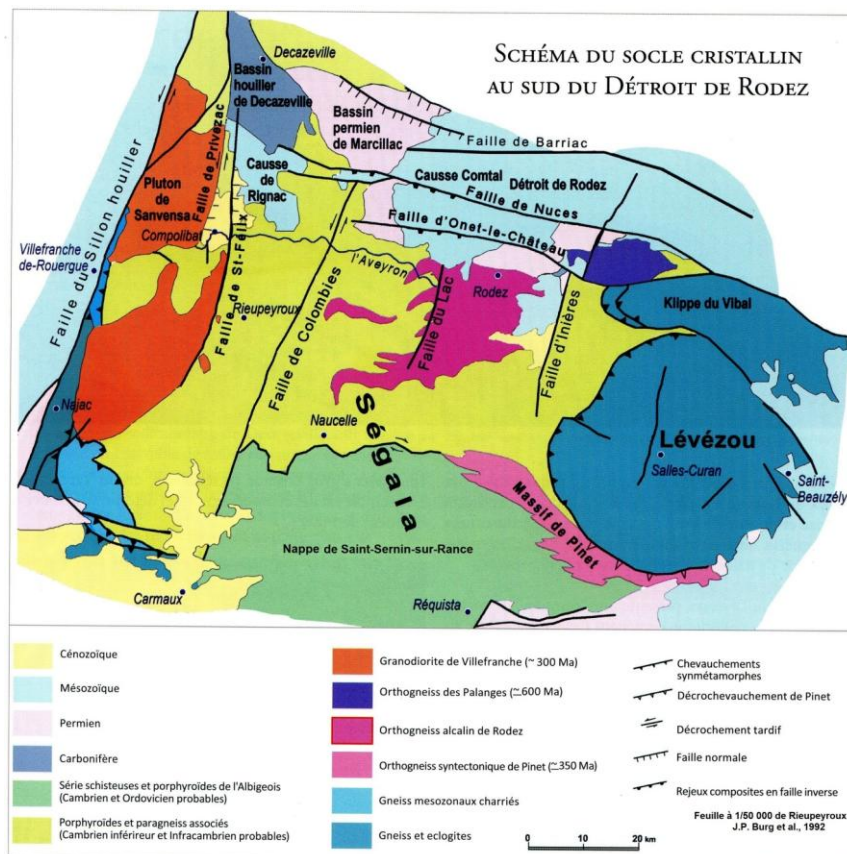 SCHÉMA DU SOCLE CRISTALLIN
AU SUD DU DÉTROIT DE RODEZ
Decazeville
Bassin
houiller
de Decazeville
Bassin
permien
de Marcillac
Faille de Barriac
Faille de Privezac
Causse
de
Rignac
Causse Comtal
Détroit de Rodez
Faille de Nuces
Faille d'Onet-le-Château
Faille du Sillon houiller
Pluton
de
Sanvensa
Compolibat
Villefranche
de-Rouergue
Faille de St-Félix
l'Aveyron
Rodez
Klippe du Vibal
Rieupeyroux
Faille de Colombies
Faille du Lac
Faille d'Inières
Najac
Naucelle
Ségala
Lévézou
Salles-Curan
Saint-
Beauzély
Massif de Pinet
Nappe de Saint-Sernin-sur-Rance
Carmaux
Réquista
Cénozoïque
Mésozoïque
Permien
Carbonifère
Série schisteuses et porphyroïdes de l'Albigeois
(Cambrien et Ordovicien probables)
Porphyroïdes et paragneiss associés
(Cambrien inférireur et Infracambrien probables)
Granodiorite de Villefranche (~ 300 Ma)
Orthogneiss des Palanges (≃600 Ma)
Orthogneiss alcalin de Rodez
Orthogneiss syntectonique de Pinet (≃350 Ma)
Gneiss mesozonaux charriés
Gneiss et eclogites
Chevauchements
synmétamorphes
Décrochevauchement de Pinet
Décrochement tardif
Faille normale
Rejeux composites en faille inverse
Feuille à 1/50 000 de Rieupeyroux
J.P. Burg et al., 1992
0 10 20 km